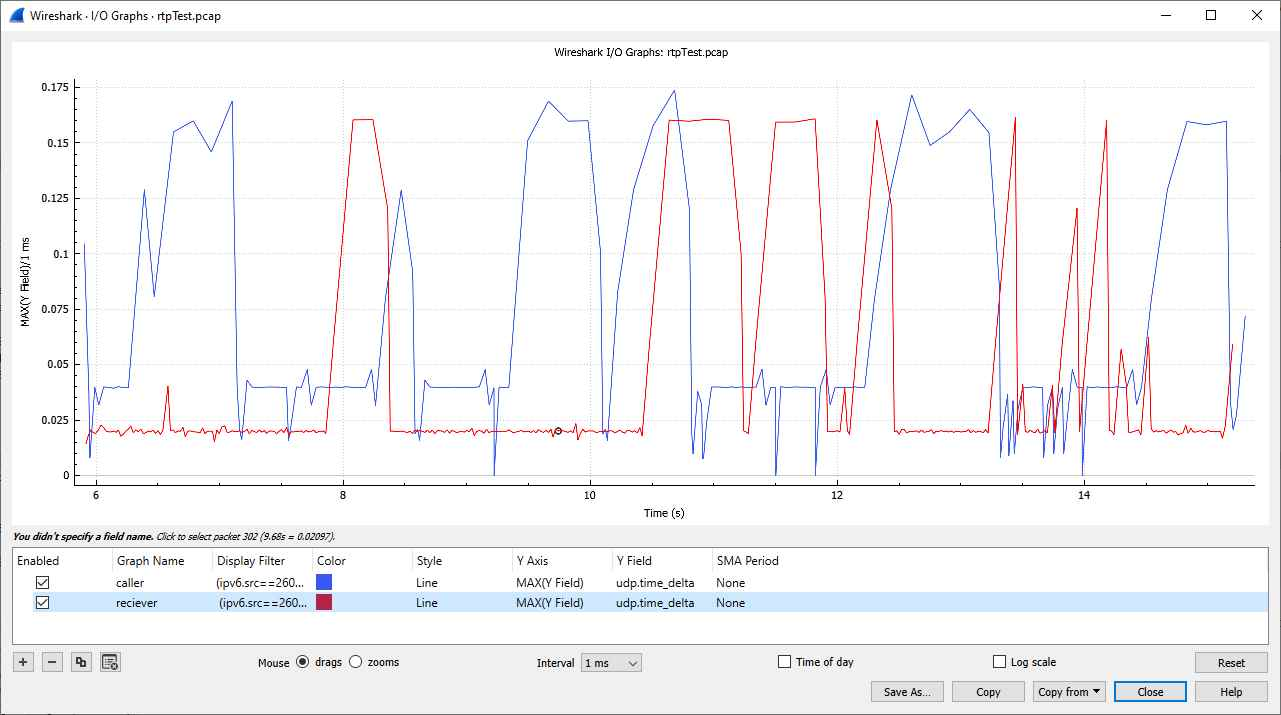 Wireshark · I/O Graphs · rtpTest.pcap
Wireshark I/O Graphs: rtpTest.pcap
MAX(Y Field)/1 ms
0.175
0.15
0.125
0.1
0.075
0.05
0.025
0
6 8 10 12 14
Time (s)
You didn't specify a field name. Click to select packet 302 (9.68s = 0.02097).
Enabled Graph Name Display Filter Color Style Y Axis Y Field SMA Period
caller (ipv6.src==260... Line MAX(Y Field) udp.time_delta None
reciever (ipv6.src==260... Line MAX(Y Field) udp.time_delta None
Mouse drags zooms Interval 1 ms Time of day Log scale Reset
Save As... Copy Copy from Close Help